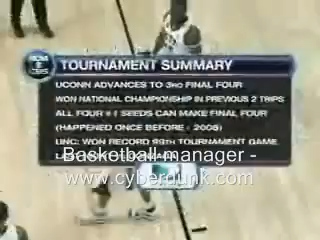 TOURNAMENT SUMMARY
UCONN ADVANCES TO 3RD FINAL FOUR
WON NATIONAL CHAMPIONSHIP IN PREVIOUS 2 TRIPS
ALL FOUR #1 SEEDS CAN MAKE FINAL FOUR
(HAPPENED ONCE BEFORE - 2008)
UNC: WON RECORD 99TH TOURNAMENT GAME
Basketball manager -
www.cyberdunk.com